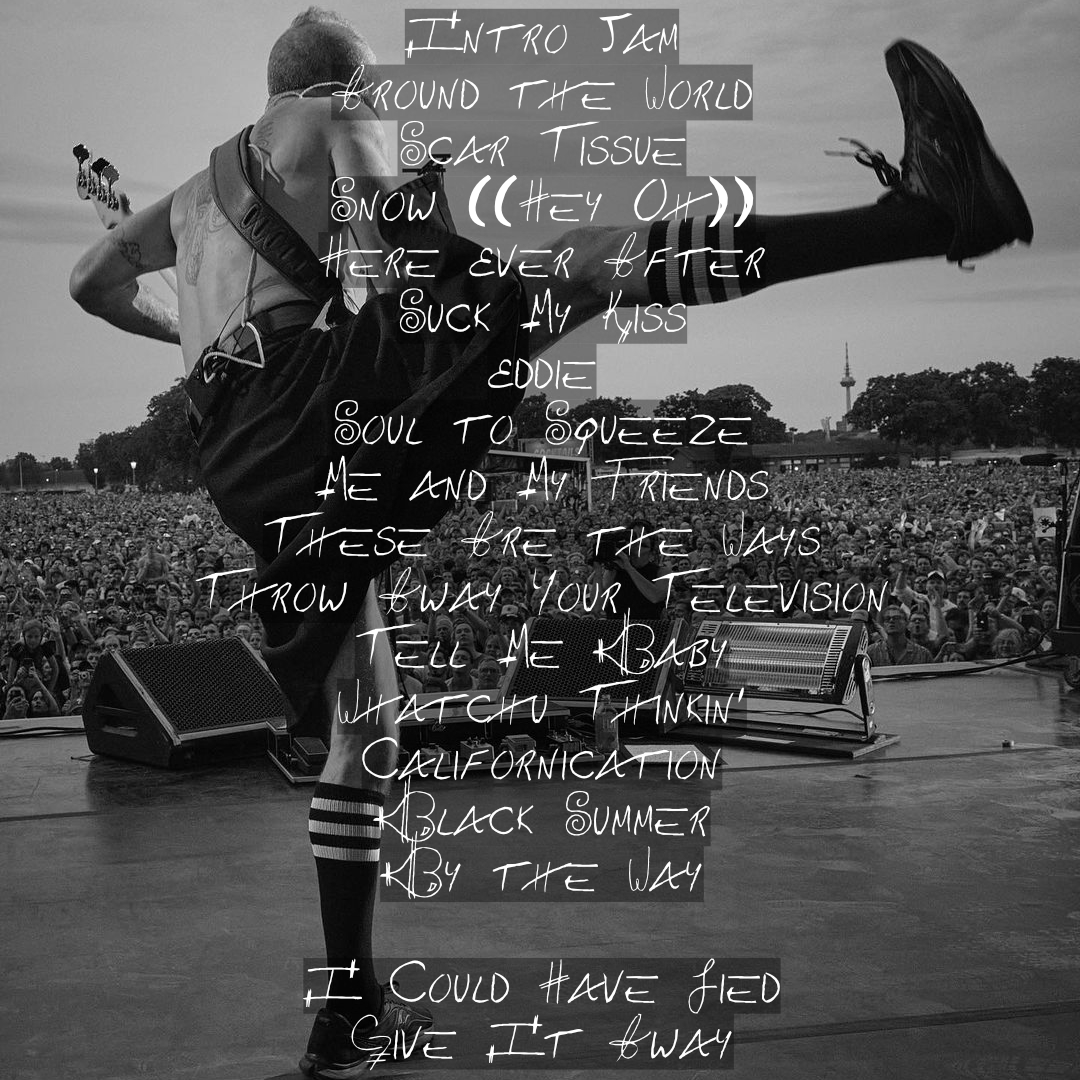 Intro Jam
Around the World
Scar Tissue
Snow ((Hey Oh))
Here Ever After
Suck My Kiss
Eddie
Soul to Squeeze
Me and My Friends
These Are the Ways
Throw Away Your Television
Tell Me Baby
Whatchu Thinkin'
Californication
Black Summer
By the Way
I Could Have Lied
Give It Away